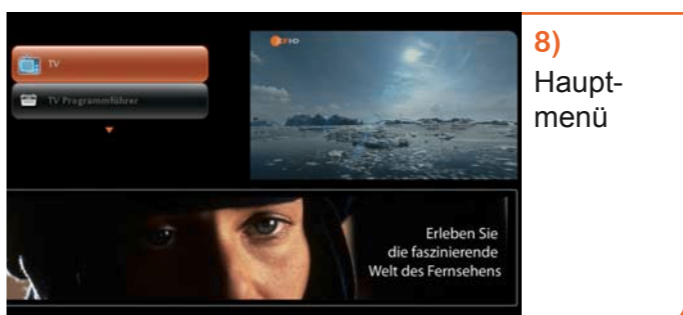 TV
TV Programmführer
ZDF HD
Erleben Sie
die faszinierende
Welt des Fernsehens
8)
Haupt-
menü